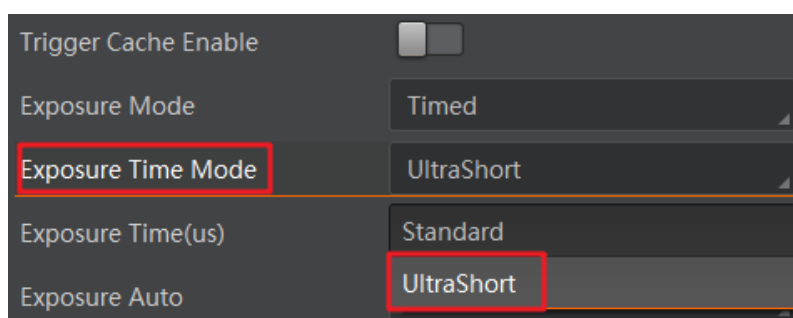 Trigger Cache Enable
Exposure Mode Timed
Exposure Time Mode UltraShort
Exposure Time(us) Standard
UltraShort
Exposure Auto